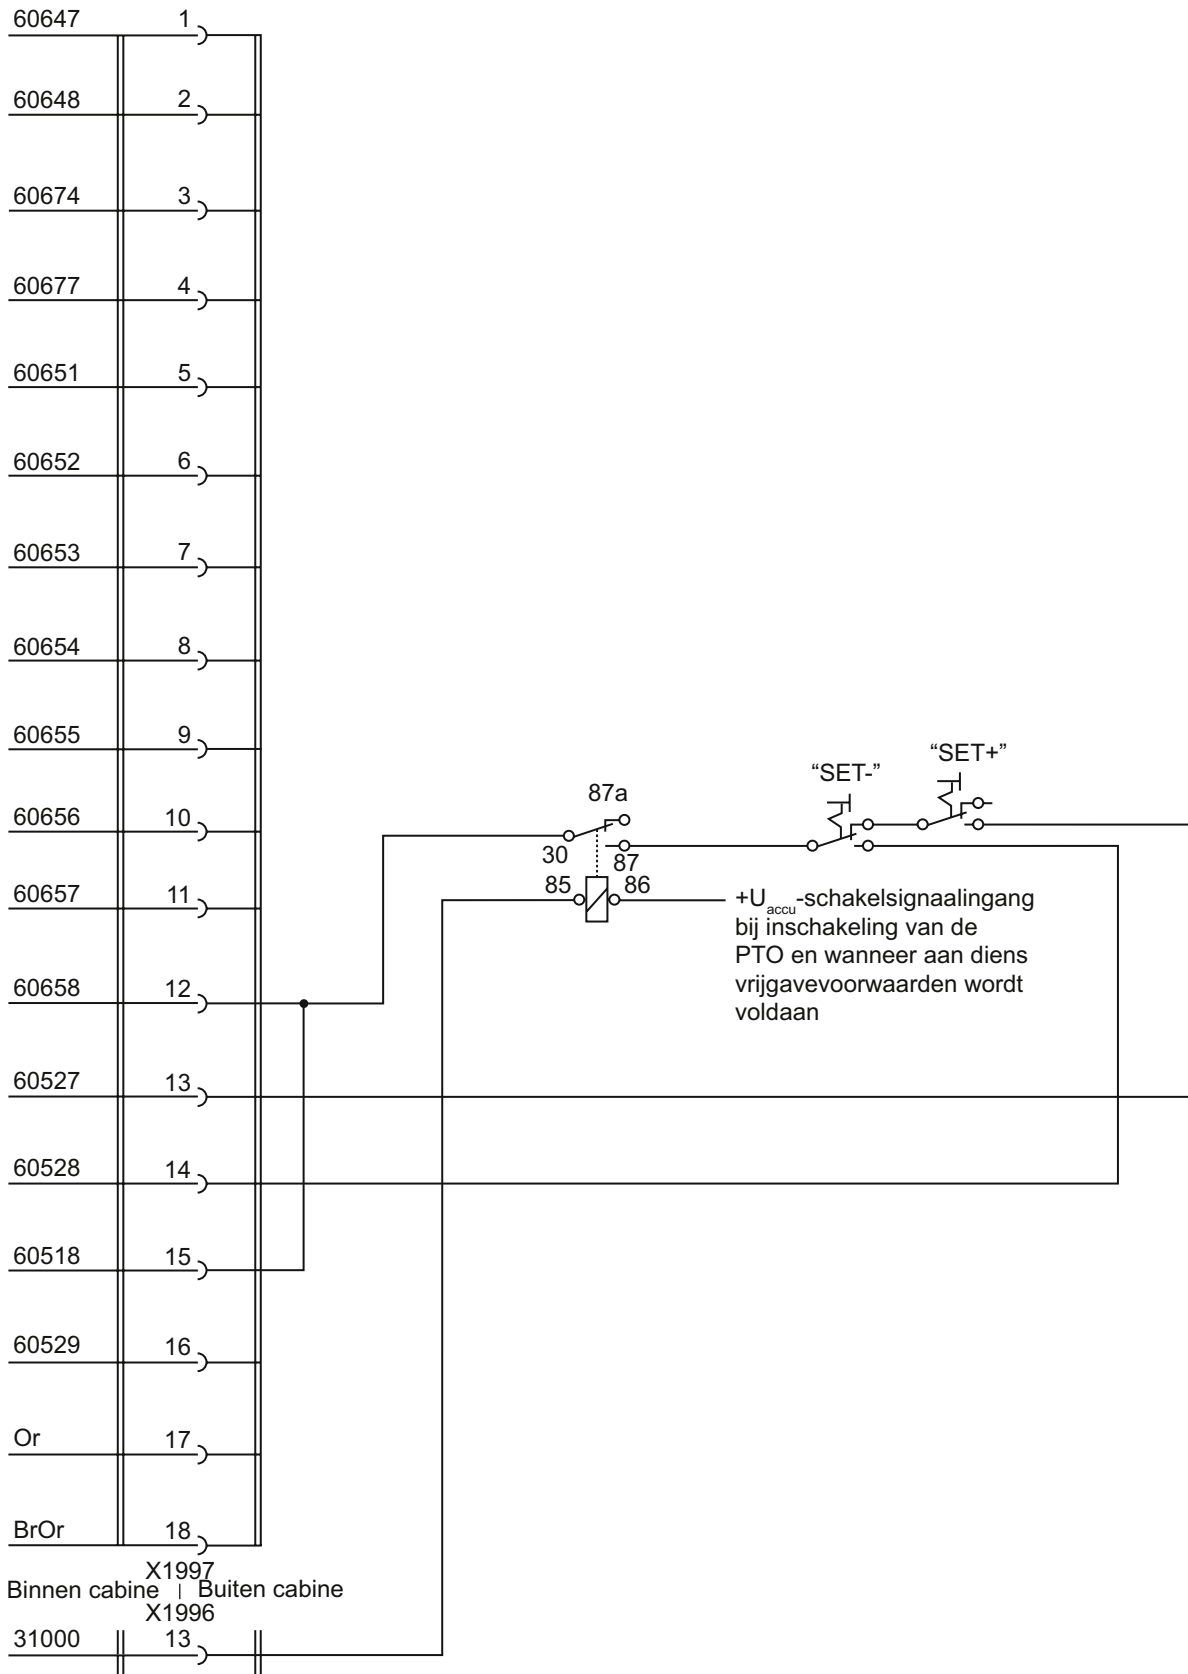 60647 1
60648 2
60674 3
60677 4
60651 5
60652 6
60653 7
60654 8
60655 9
“SET-” “SET+”
87a
60656 10
30 87
85 86
60657 11
+Uaccu-schakelsignaalingang
bij inschakeling van de
PTO en wanneer aan diens
vrijgavevoorwaarden wordt
voldaan
60658 12
60527 13
60528 14
60518 15
60529 16
Or 17
BrOr 18
X1997
Binnen cabine | Buiten cabine
X1996
31000 13